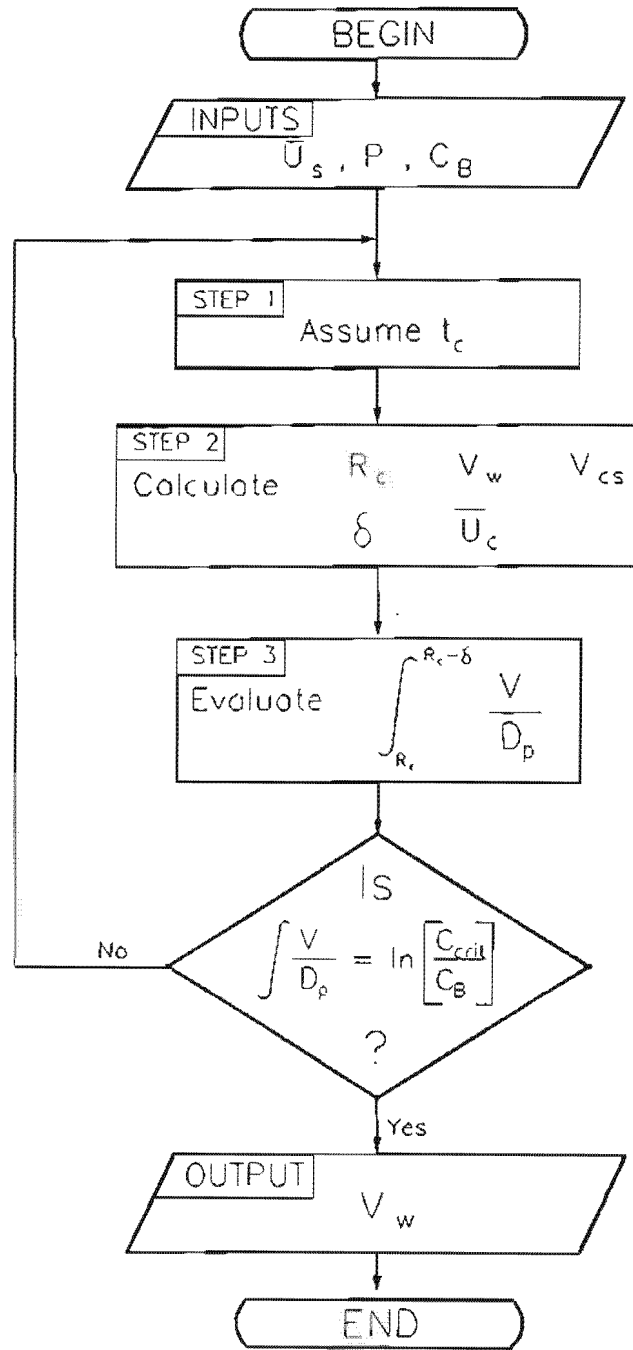 BEGIN
INPUTS
Ū_s , P , C_B
STEP 1
Assume t_c
STEP 2
Calculate R_c V_w V_cs
δ Ū_c
STEP 3
Evaluate ∫_{R_c}^{R_c-δ} V/D_p
Is
∫ V/D_p = ln [C_crit/C_B]
?
No
Yes
OUTPUT
V_w
END